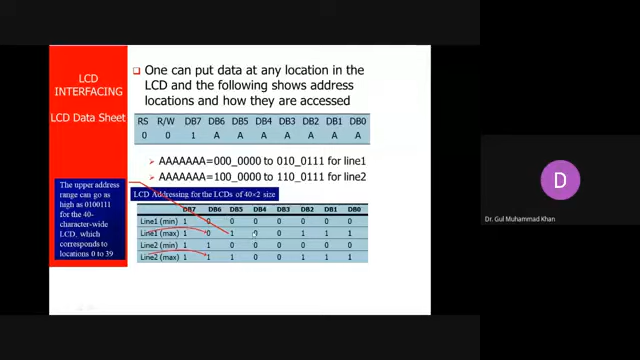 LCD
INTERFACING
LCD Data Sheet
One can put data at any location in the
LCD and the following shows address
locations and how they are accessed
RS R/W DB7 DB6 DB5 DB4 DB3 DB2 DB1 DB0
0 0 1 A A A A A A A
AAAAAAA=000_0000 to 010_0111 for line1
AAAAAAA=100_0000 to 110_0111 for line2
The upper address
range can go as
high as 0100111
for the 40-
character-wide
LCD, which
corresponds to
locations 0 to 39
LCD Addressing for the LCDs of 40×2 size
DB7 DB6 DB5 DB4 DB3 DB2 DB1 DB0
Line1 (min) 1 0 0 0 0 0 0 0
Line1 (max) 1 0 1 0 0 1 1 1
Line2 (min) 1 1 0 0 0 0 0 0
Line2 (max) 1 1 1 0 0 1 1 1
D
Dr. Gul Muhammad Khan